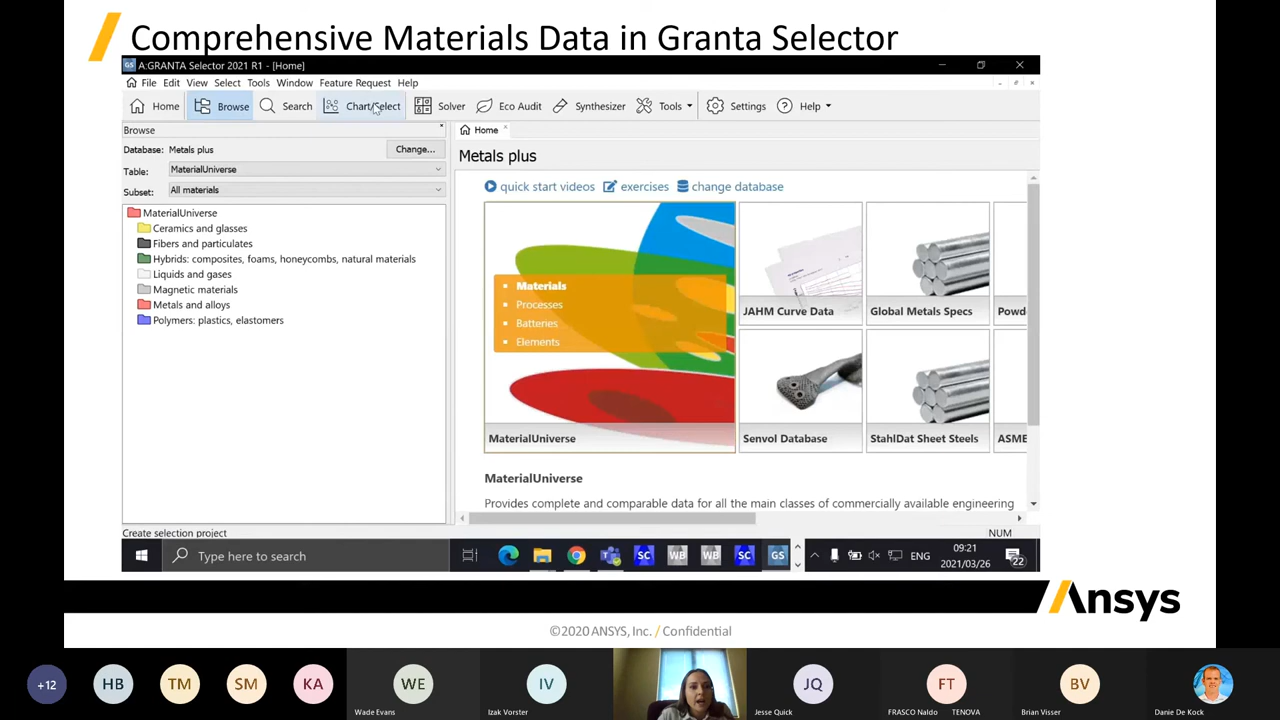 Comprehensive Materials Data in Granta Selector
GS A:GRANTA Selector 2021 R1 - [Home]
File Edit View Select Tools Window Feature Request Help
Home Browse Search Chart/Select Solver Eco Audit Synthesizer Tools Settings Help
Browse
Database: Metals plus Change...
Table: MaterialUniverse
Subset: All materials
MaterialUniverse
Ceramics and glasses
Fibers and particulates
Hybrids: composites, foams, honeycombs, natural materials
Liquids and gases
Magnetic materials
Metals and alloys
Polymers: plastics, elastomers
Home
Metals plus
quick start videos exercises change database
Materials
Processes
Batteries
Elements
MaterialUniverse
JAHM Curve Data
Global Metals Specs
Powd
Senvol Database
StahlDat Sheet Steels
ASME
MaterialUniverse
Provides complete and comparable data for all the main classes of commercially available engineering
Create selection project NUM
Type here to search
SC WB WB SC GS
ENG
09:21
2021/03/26
22
Ansys
©2020 ANSYS, Inc. / Confidential
+12 HB TM SM KA WE IV JQ FT BV
Wade Evans Izak Vorster Jesse Quick FRASCO Naldo TENOVA Brian Visser Danie De Kock